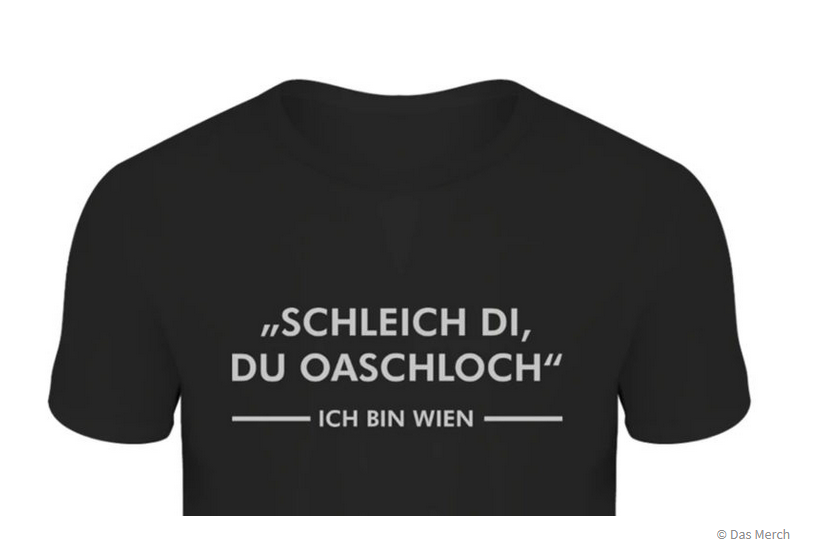 „SCHLEICH DI,
DU OASCHLOCH“
ICH BIN WIEN
© Das Merch